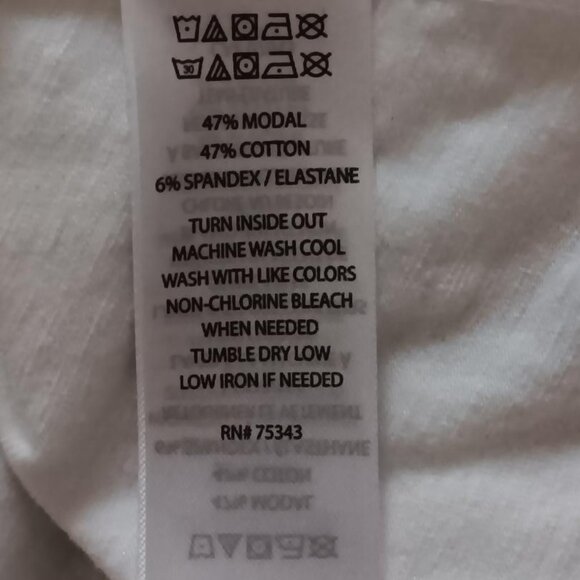 30
47% MODAL
47% COTTON
6% SPANDEX / ELASTANE
TURN INSIDE OUT
MACHINE WASH COOL
WASH WITH LIKE COLORS
NON-CHLORINE BLEACH
WHEN NEEDED
TUMBLE DRY LOW
LOW IRON IF NEEDED
RN# 75343